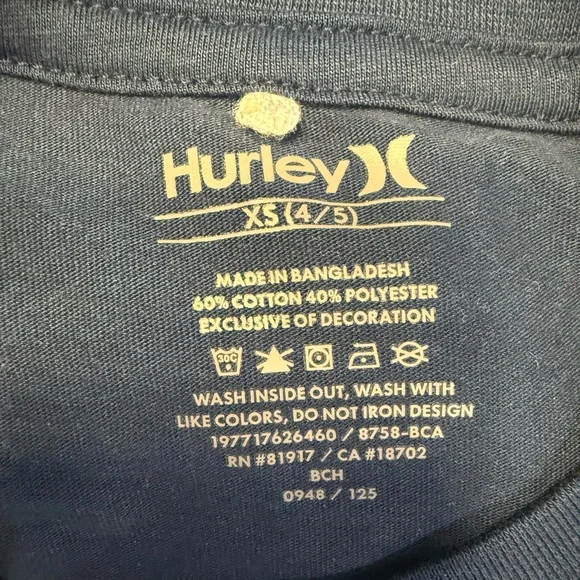 Hurley
XS (4/5)
MADE IN BANGLADESH
60% COTTON 40% POLYESTER
EXCLUSIVE OF DECORATION
30C
WASH INSIDE OUT, WASH WITH
LIKE COLORS, DO NOT IRON DESIGN
197717626460 / 8758-BCA
RN #81917 / CA #18702
BCH
0948 / 125